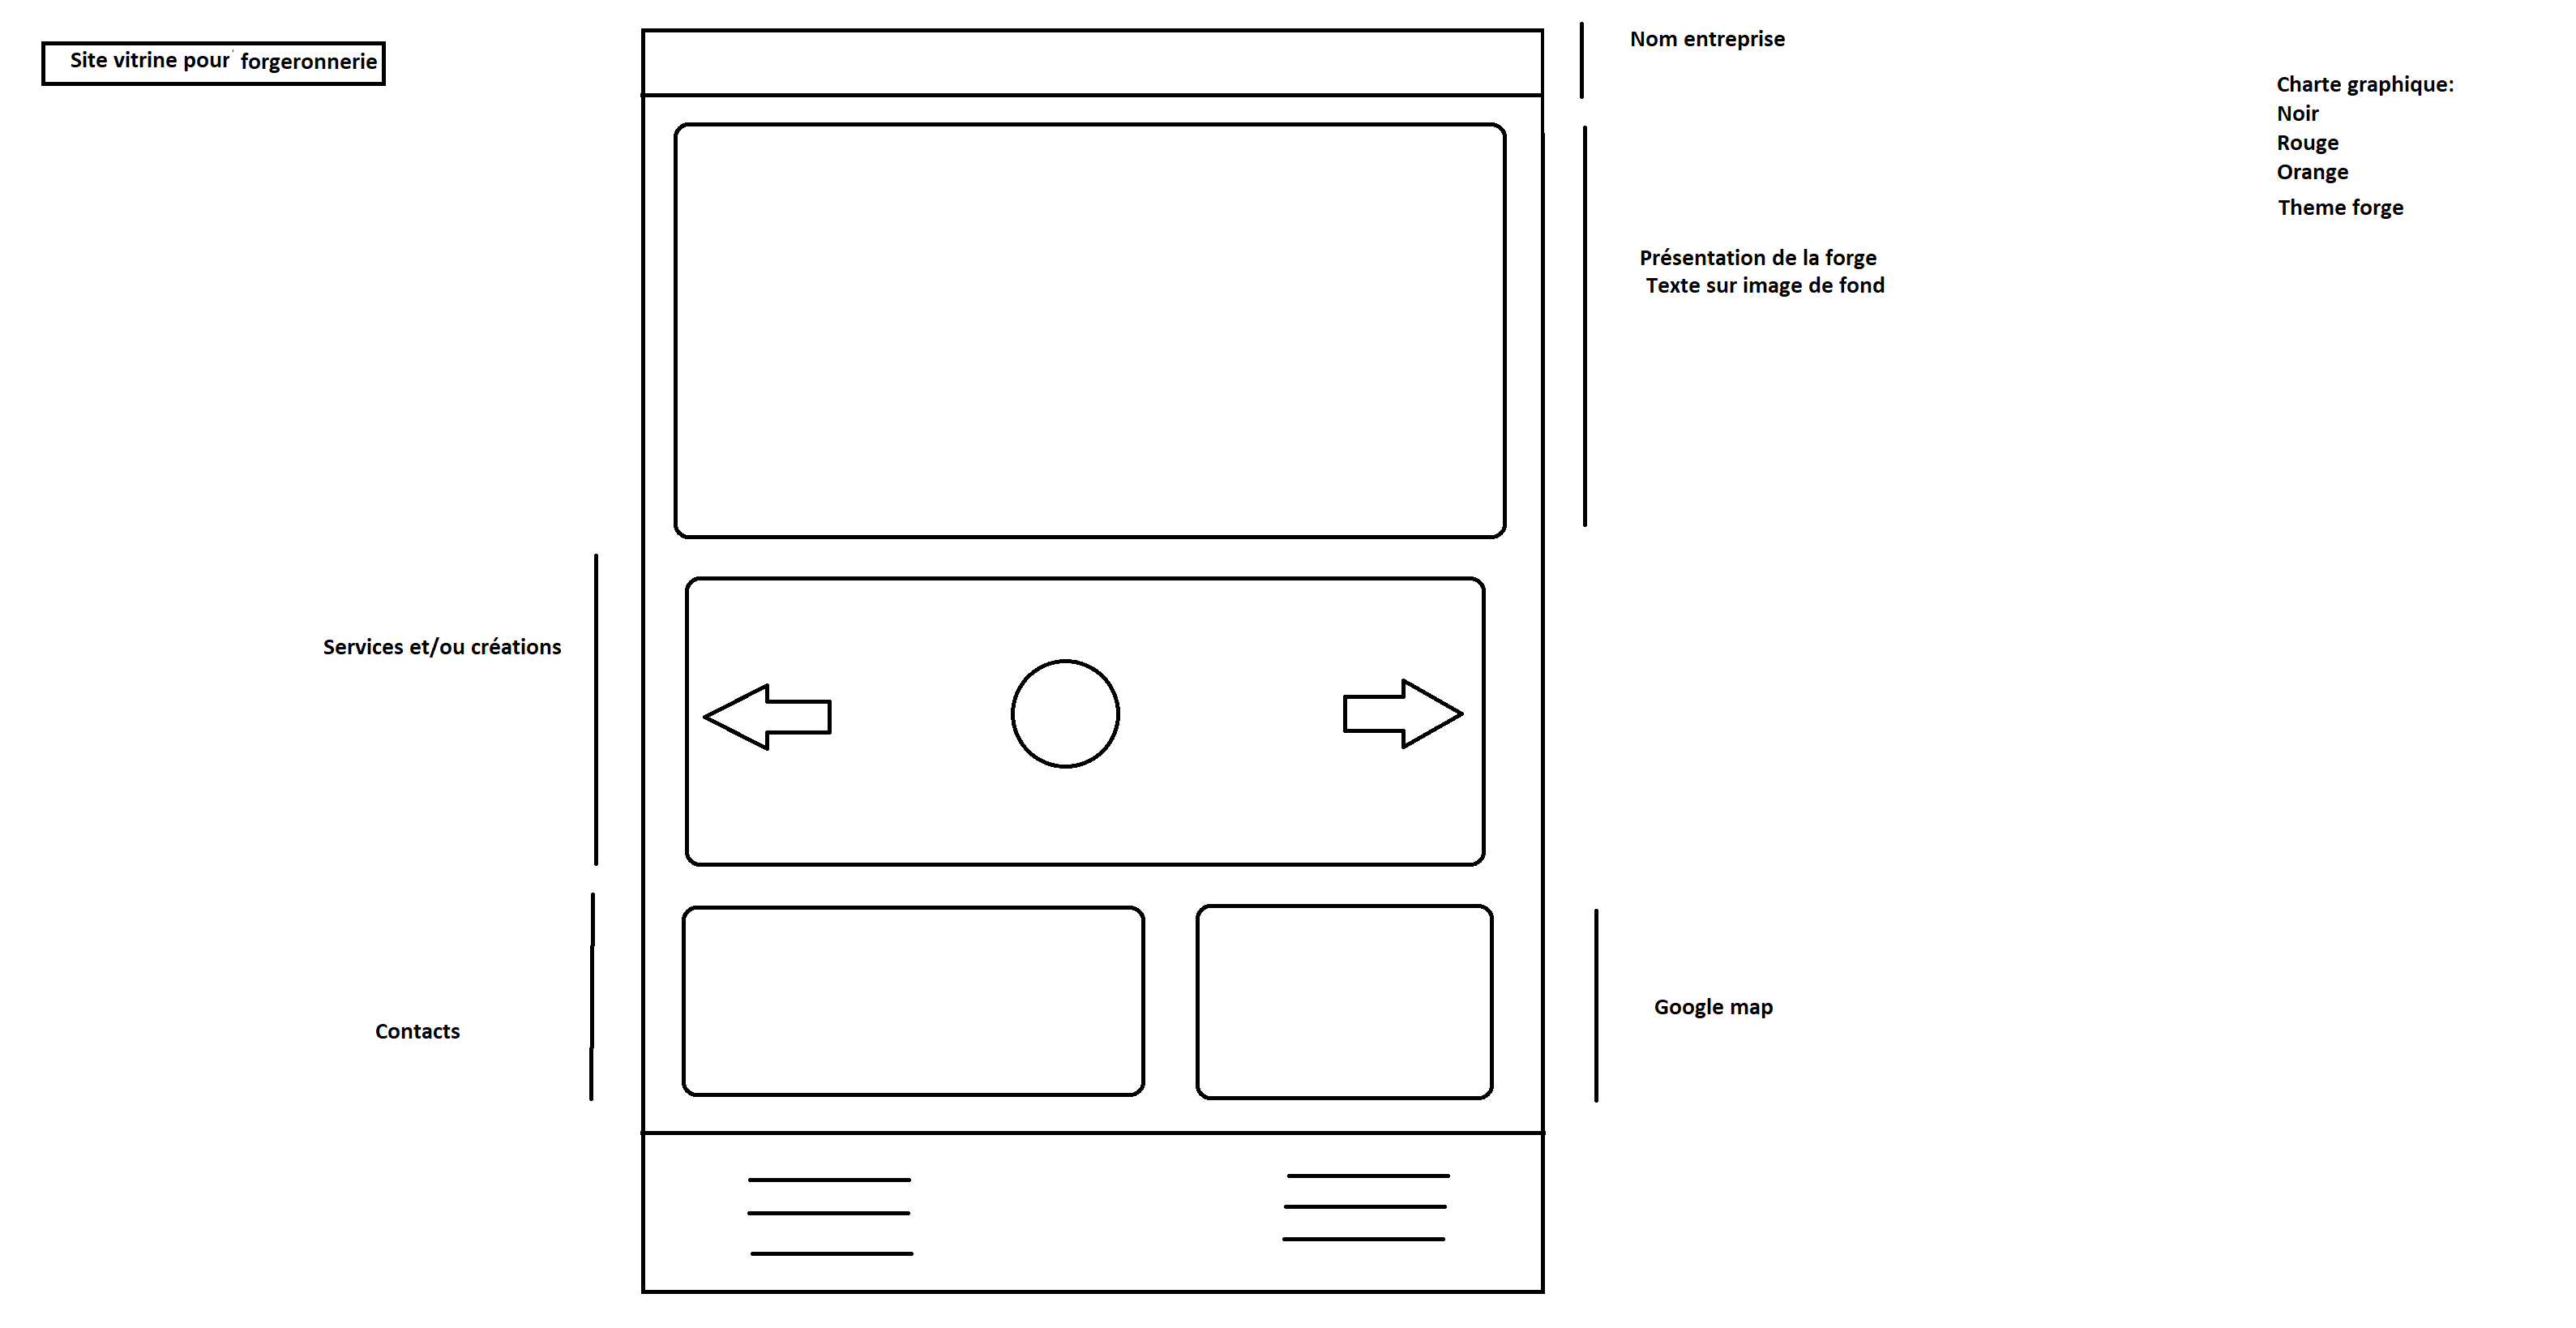 Site vitrine pour forgeronnerie
Nom entreprise
Charte graphique:
Noir
Rouge
Orange
Theme forge
Présentation de la forge
Texte sur image de fond
Services et/ou créations
Contacts
Google map